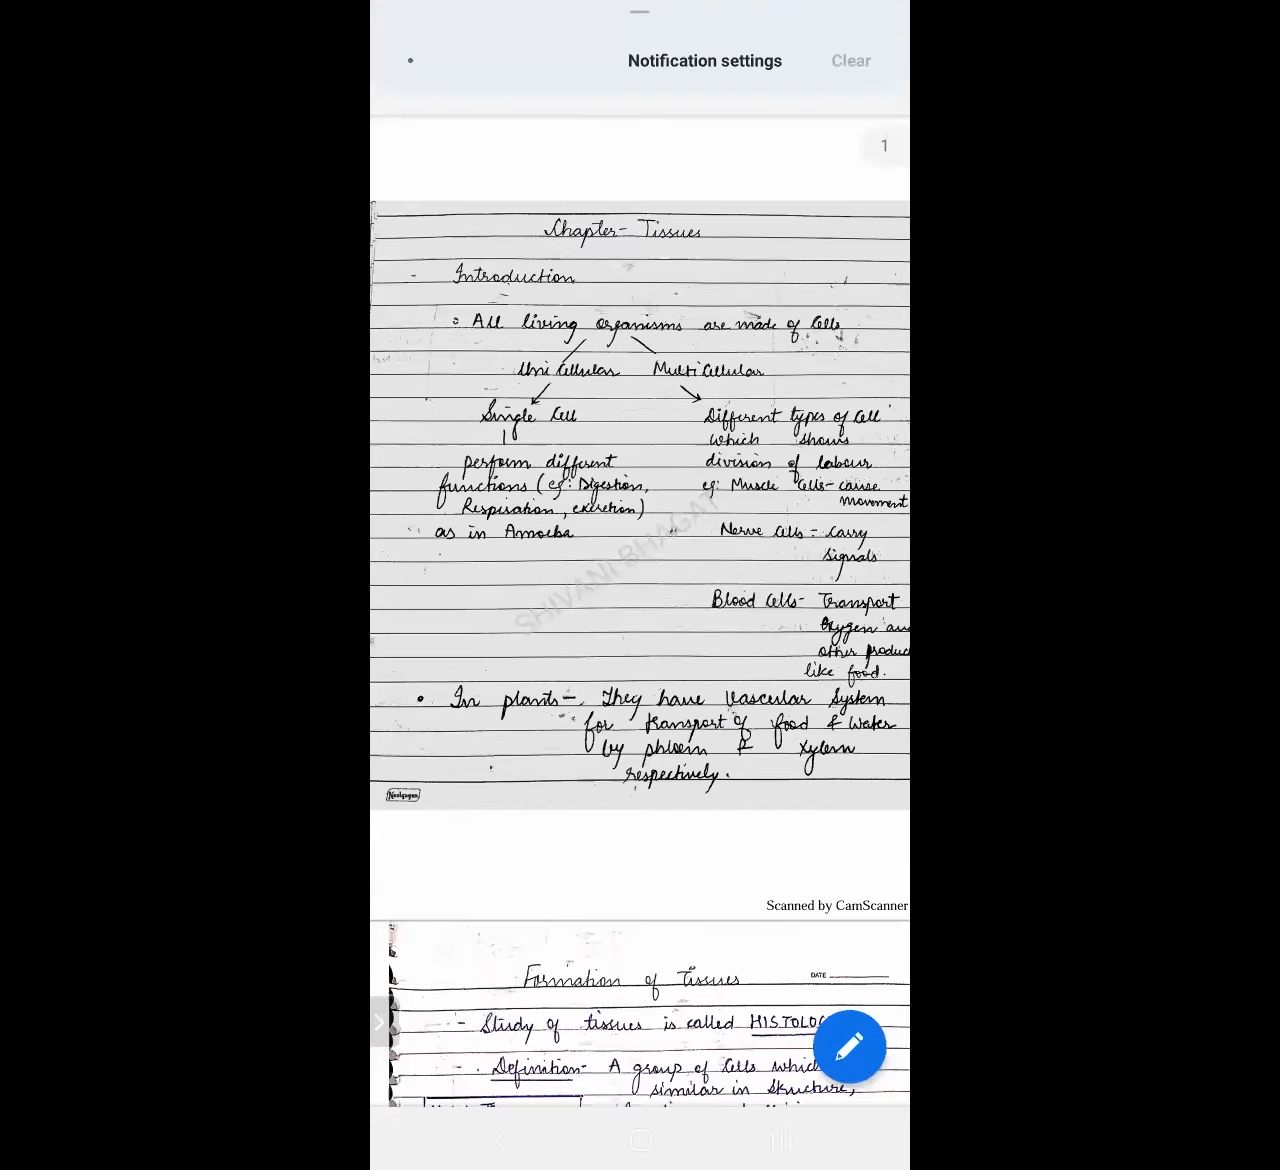 Notification settings
Clear
1
Chapter- Tissues
- Introduction
All living organisms are made of Cells
Uni Cellular Multi Cellular
Single Cell Different types of Cell
which shows
perform different division of labour
functions (eg: Digestion, eg: Muscle Cells- cause
Respiration, excretion) movement
as in Amoeba Nerve Cells - Carry
signals
SHIVANI BHAGAT
Blood Cells- Transport
Oxygen
other
like food.
• In plants-. They have Vascular System
for transport of food & Water
by phloem & Xylem
respectively.
Neelgagan
Scanned by CamScanner
Formation of Tissues DATE
- Study of tissues is called
- . Definition- A group of Cells
similar in Structure,